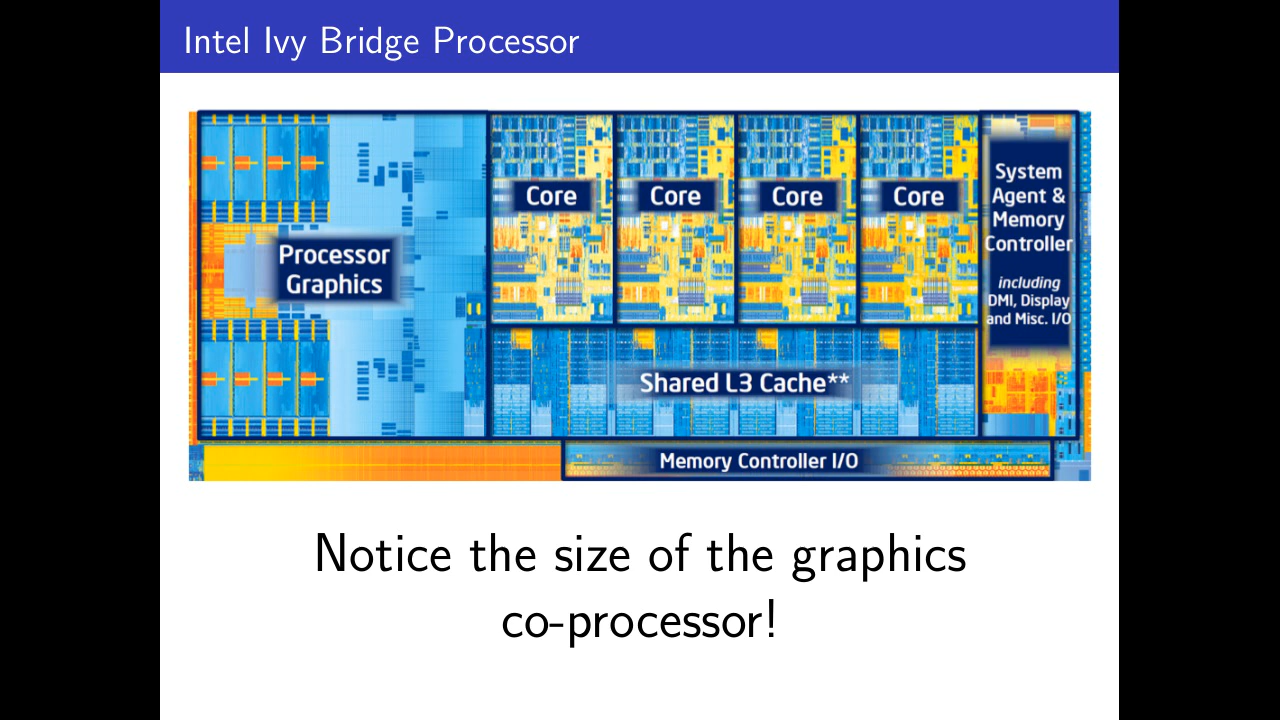 Intel Ivy Bridge Processor
Core
Core
Core
Core
System
Agent &
Memory
Controller
including
DMI, Display
and Misc. I/O
Processor
Graphics
Shared L3 Cache**
Memory Controller I/O
Notice the size of the graphics
co-processor!